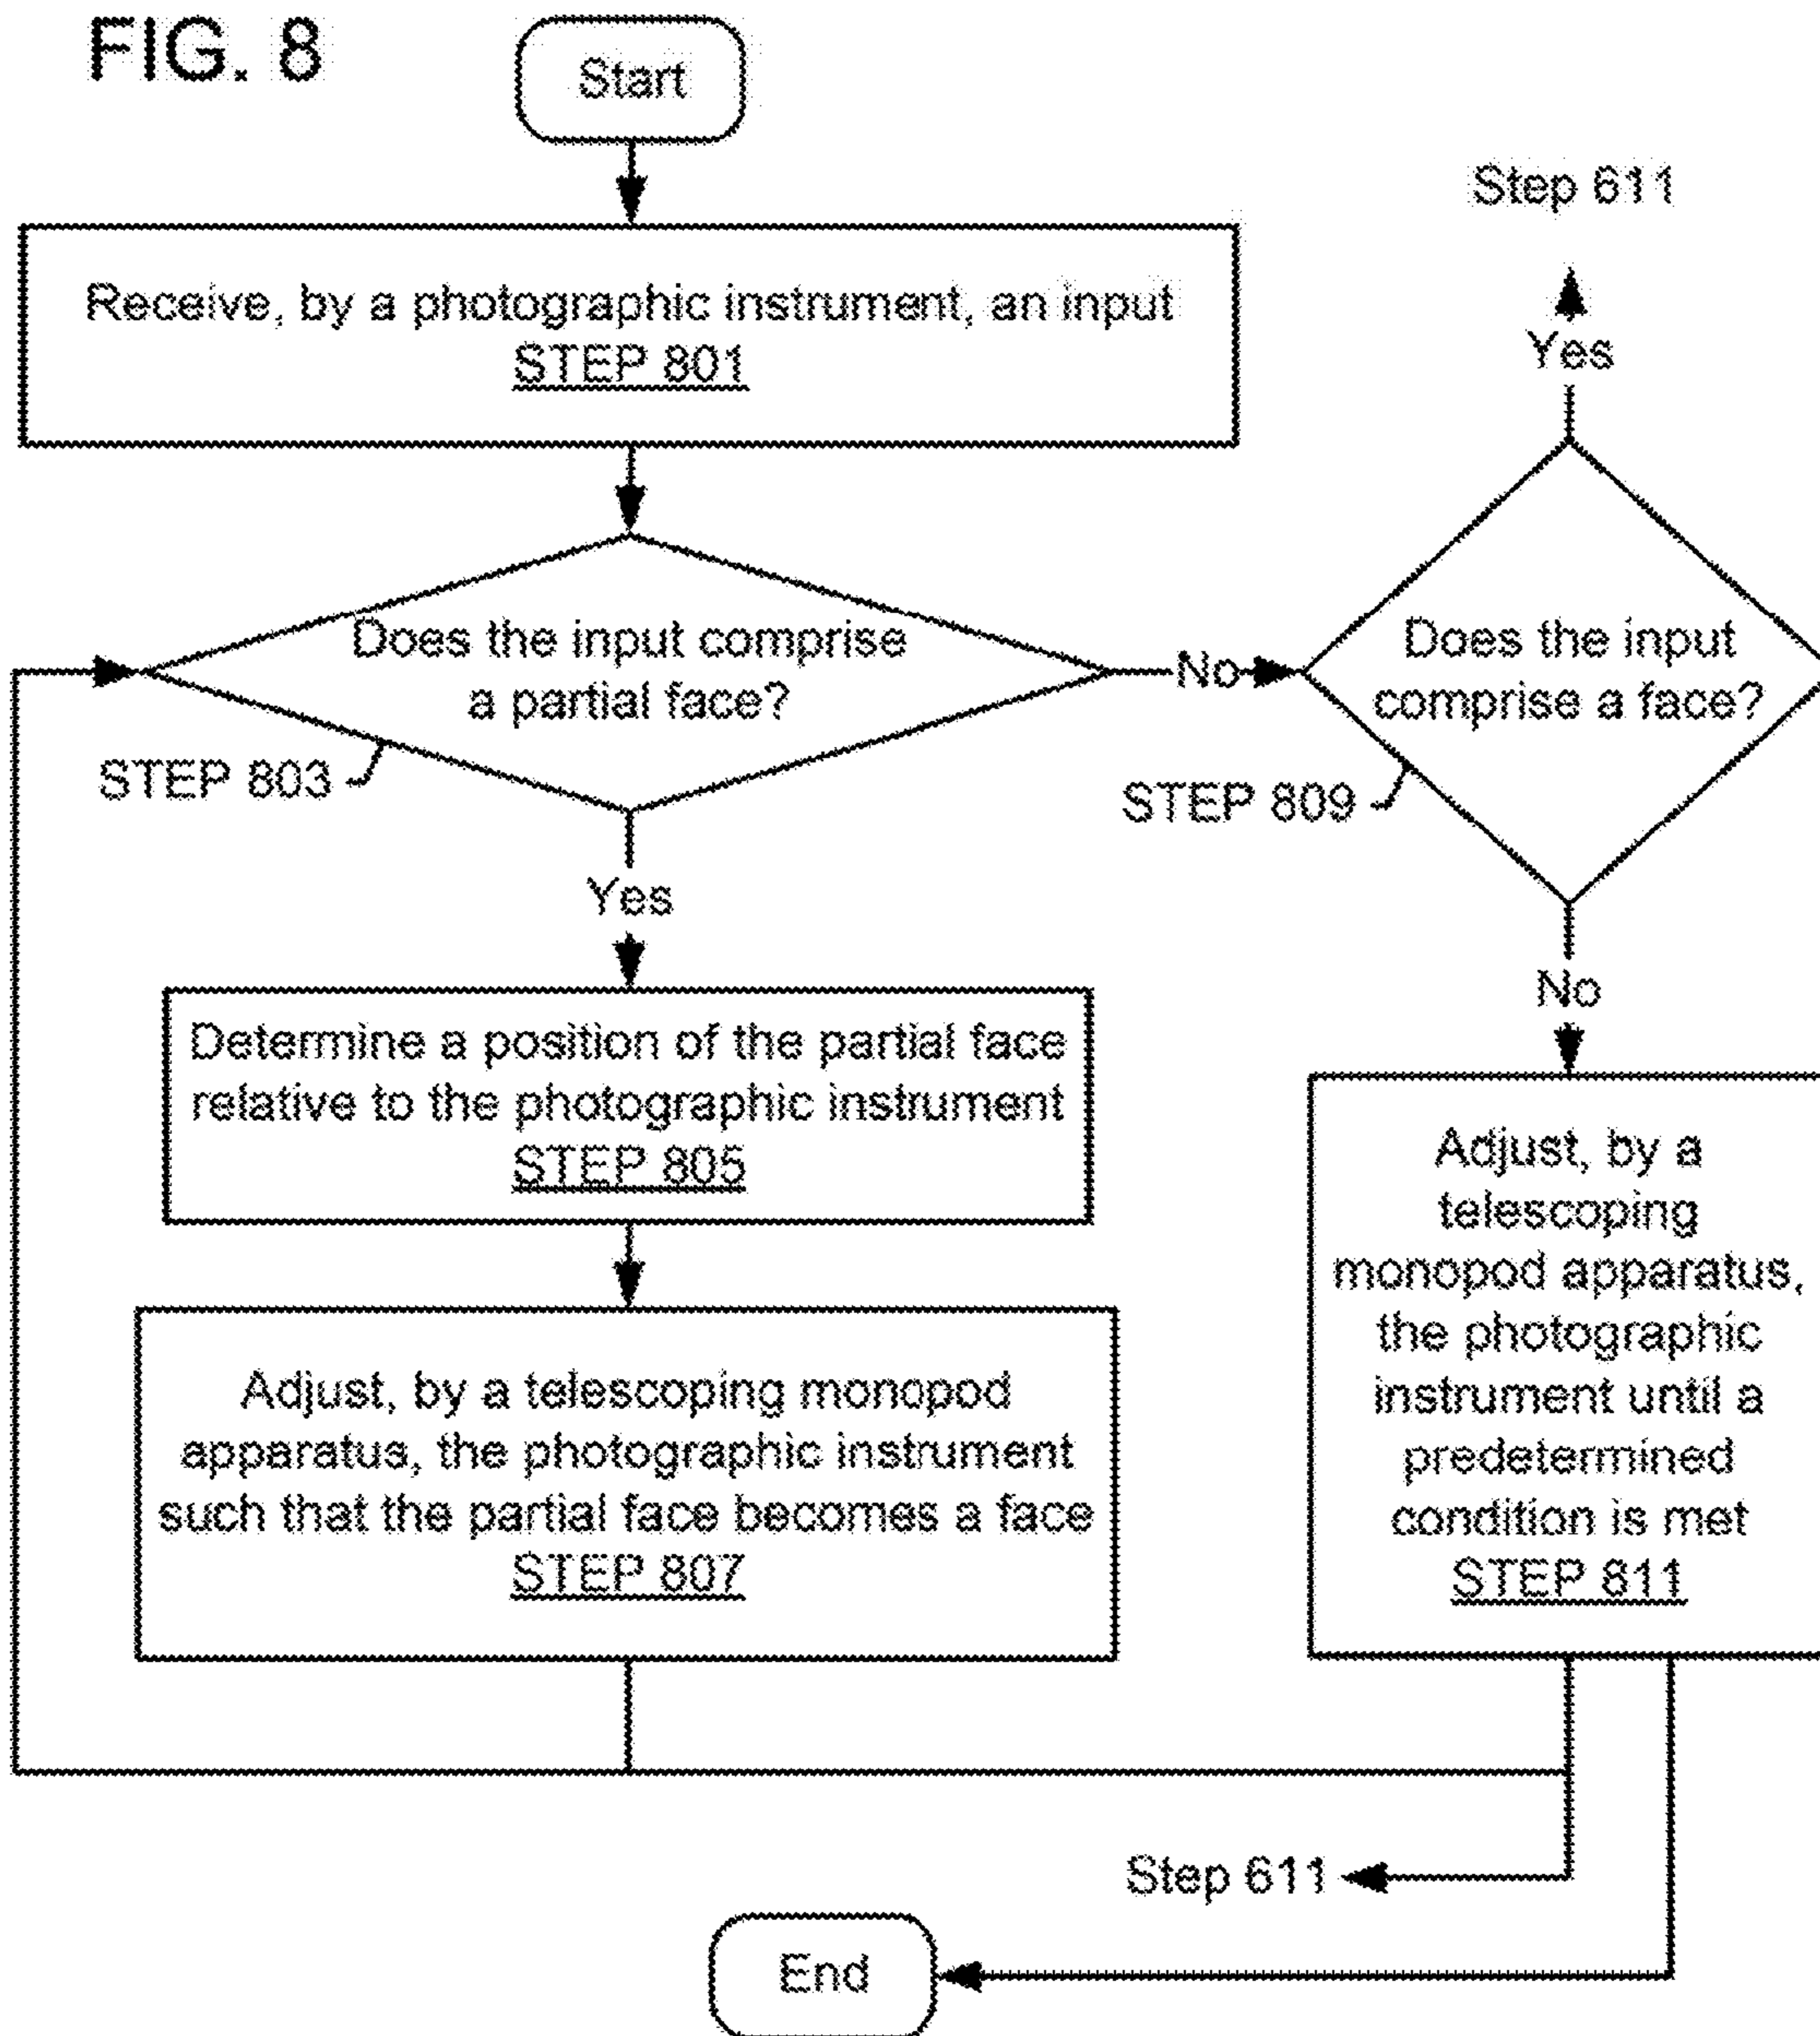 FIG. 8
Start
Receive, by a photographic instrument, an input
STEP 801
Does the input comprise
a partial face?
STEP 803
No
Yes
Determine a position of the partial face
relative to the photographic instrument
STEP 805
Adjust, by a telescoping monopod
apparatus, the photographic instrument
such that the partial face becomes a face
STEP 807
Step 611
Yes
Does the input
comprise a face?
STEP 809
No
Adjust, by a
telescoping
monopod apparatus,
the photographic
instrument until a
predetermined
condition is met
STEP 811
Step 611
End